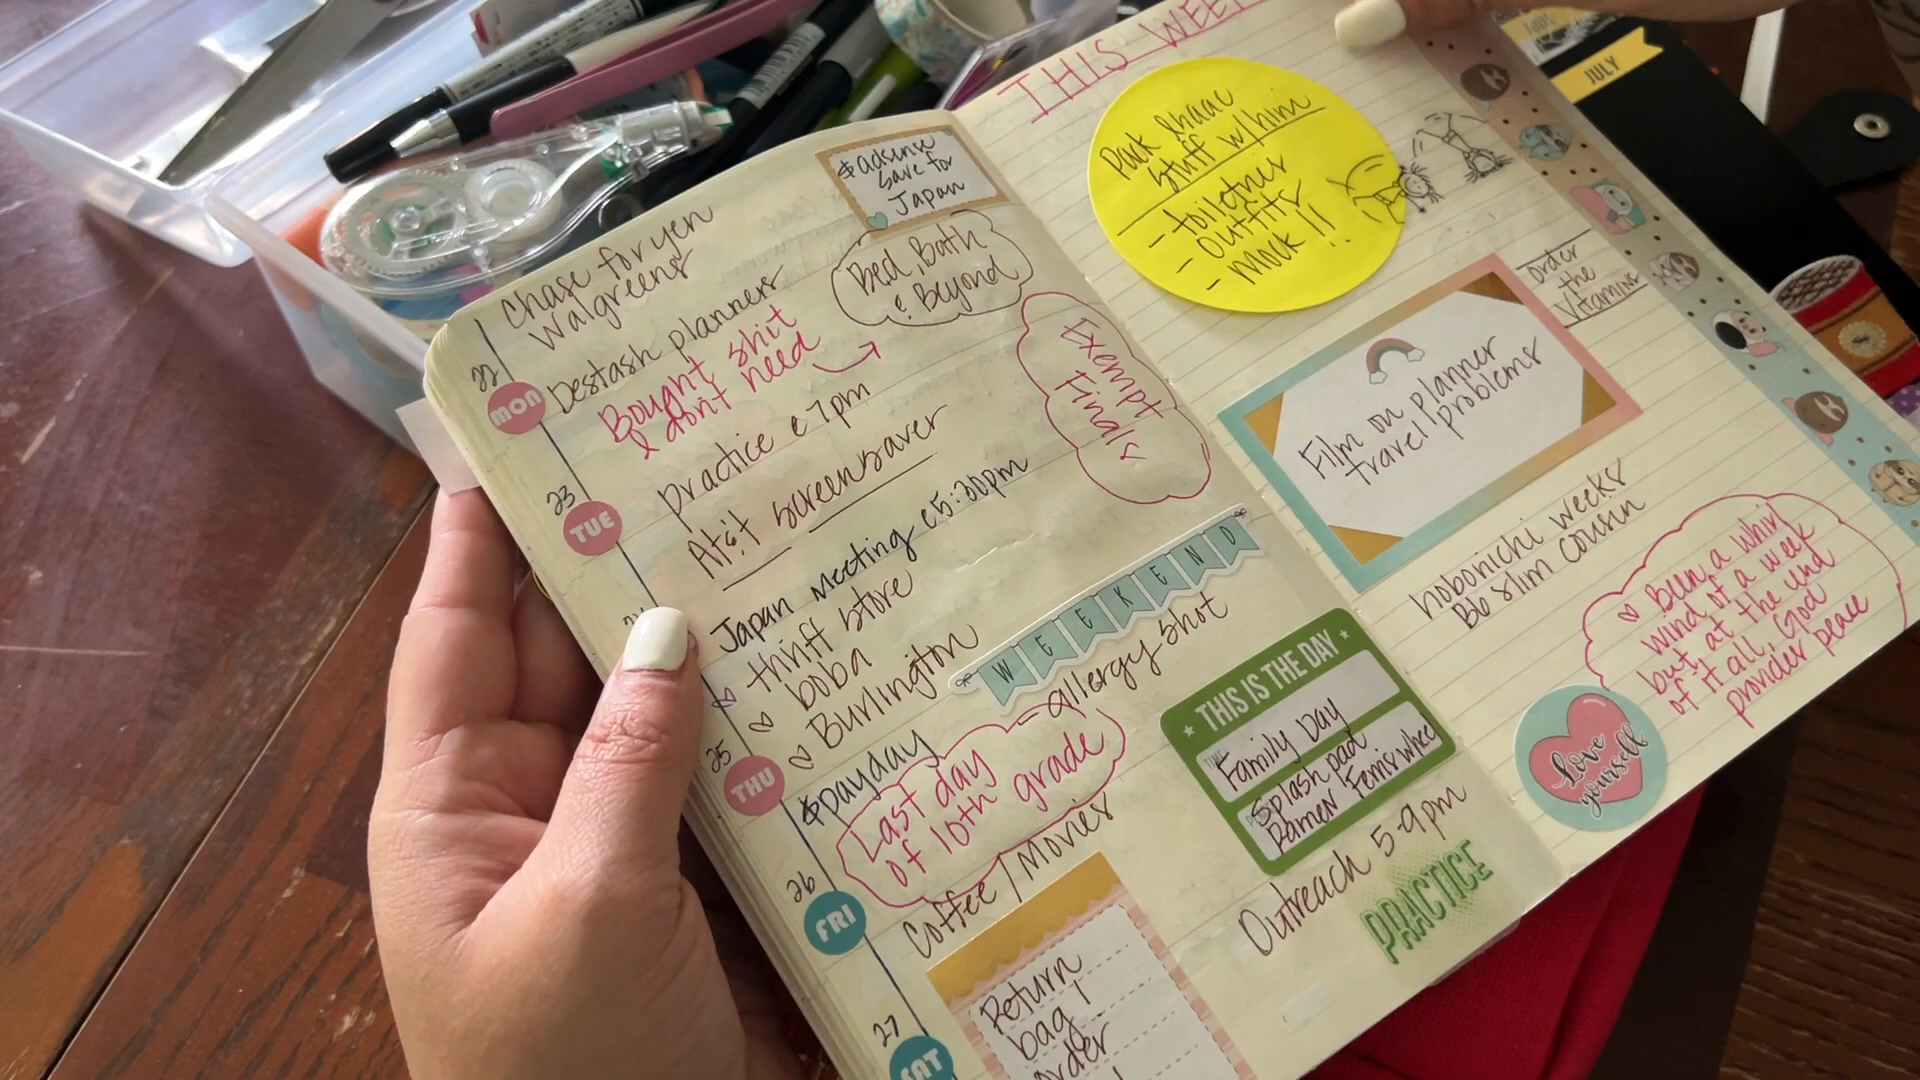 Chase for yen
Walgreens
$ adsense
save for
Japan
22
MON
Destash planners
Bought shit
I don't need
Bed, Bath
& Beyond
practice @ 7pm
23
TUE
At&t screensaver
Exempt
Finals
Japan meeting @ 5:30pm
thrift store
boba
Burlington
25
THU
$payday
Last day
of 10th grade
WEEKEND
- allergy shot
26
FRI
Coffee / Movies
27
SAT
Return
bag 1
order
THIS IS THE DAY
Family Day
Splash pad
Ramen Ferris whee
Outreach 5-9pm
PRACTICE
THIS WEE
Pack
stuff w/him
- toiletries
- outfits
- Mock!!
order
the
vitamins
Film on planner
travel problems
hobonichi weeks
B6 slim cousin
Been a whirl
wind of a week
but, at the end
of it all, God
provider peace
Love
yourself
JULY